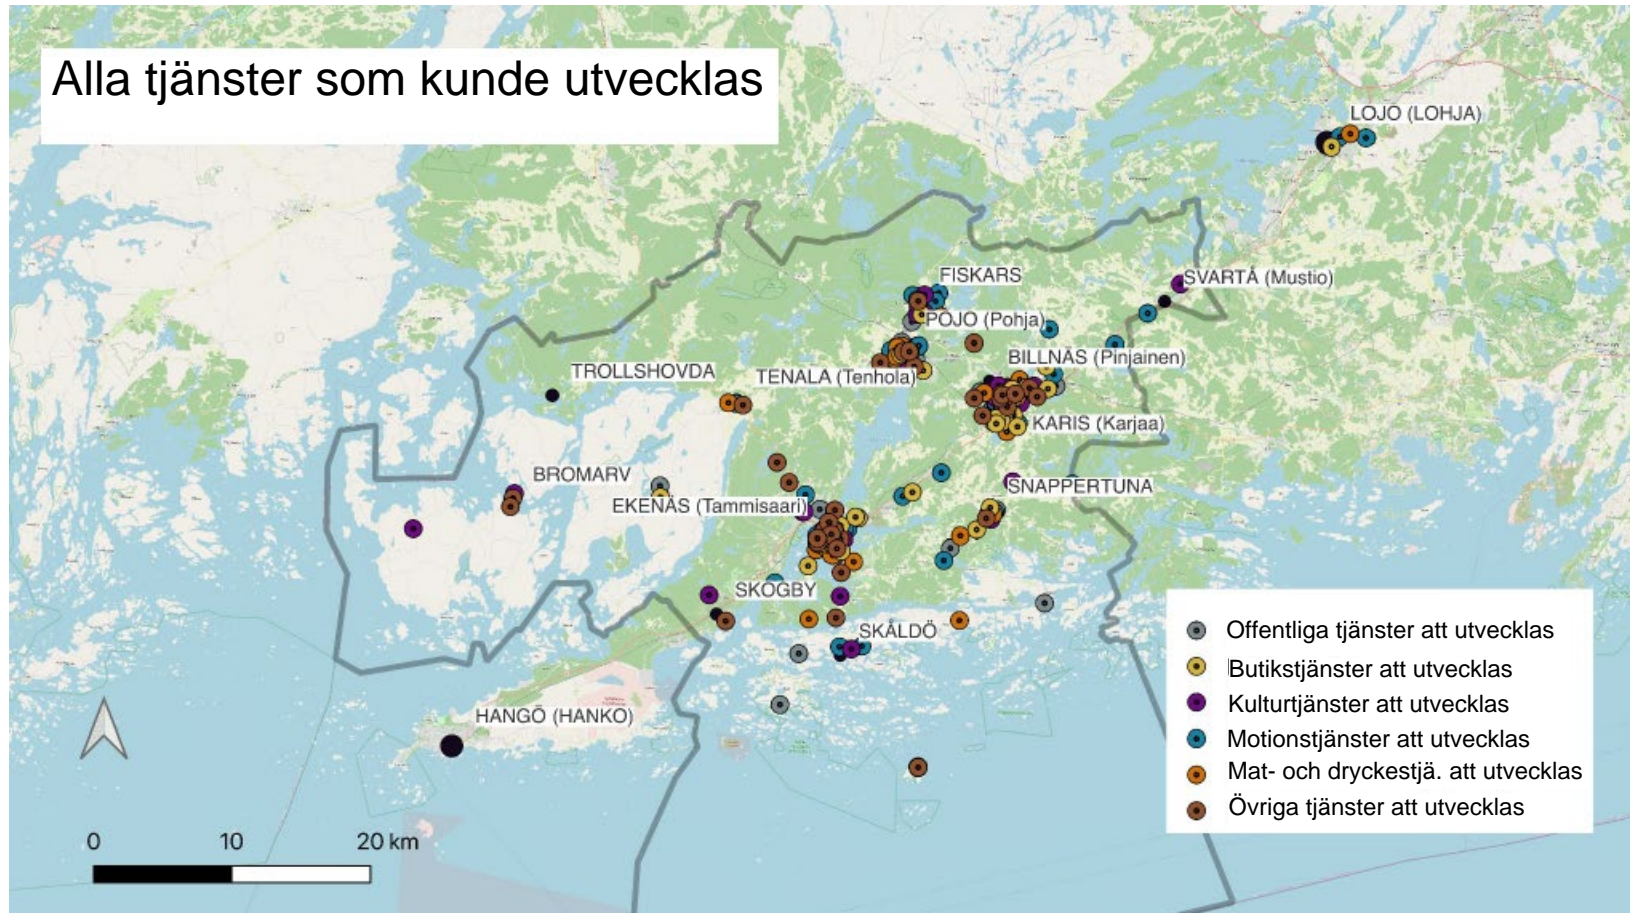 Alla tjänster som kunde utvecklas
LOJO (LOHJA)
SVARTÅ (Mustio)
FISKARS
POJO (Pohja)
BILLNÄS (Pinjainen)
TROLLSHOVDA
TENALA (Tenhola)
KARIS (Karjaa)
BROMARV
SNAPPERTUNA
EKENÄS (Tammisaari)
SKOGBY
SKÅLDÖ
HANGÖ (HANKO)
Offentliga tjänster att utvecklas
Butikstjänster att utvecklas
Kulturtjänster att utvecklas
Motionstjänster att utvecklas
Mat- och dryckestjä. att utvecklas
Övriga tjänster att utvecklas
0 10 20 km